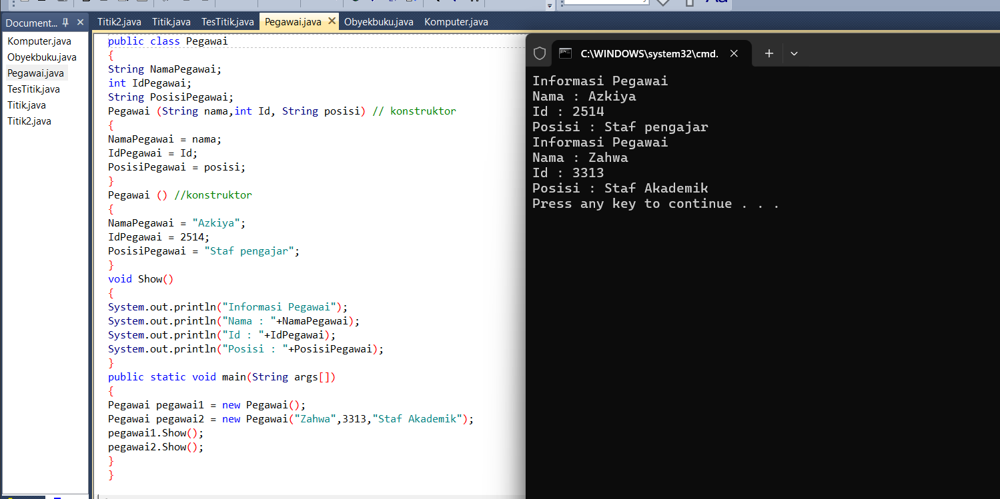 Document...
Komputer.java
Obyekbuku.java
Pegawai.java
TesTitik.java
Titik.java
Titik2.java
Titik2.java Titik.java TesTitik.java Pegawai.java Obyekbuku.java Komputer.java
public class Pegawai
{
String NamaPegawai;
int IdPegawai;
String PosisiPegawai;
Pegawai (String nama,int Id, String posisi) // konstruktor
{
NamaPegawai = nama;
IdPegawai = Id;
PosisiPegawai = posisi;
}
Pegawai () //konstruktor
{
NamaPegawai = "Azkiya";
IdPegawai = 2514;
PosisiPegawai = "Staf pengajar";
}
void Show()
{
System.out.println("Informasi Pegawai");
System.out.println("Nama : "+NamaPegawai);
System.out.println("Id : "+IdPegawai);
System.out.println("Posisi : "+PosisiPegawai);
}
public static void main(String args[])
{
Pegawai pegawai1 = new Pegawai();
Pegawai pegawai2 = new Pegawai("Zahwa",3313,"Staf Akademik");
pegawai1.Show();
pegawai2.Show();
}
}
C:\WINDOWS\system32\cmd.
Informasi Pegawai
Nama : Azkiya
Id : 2514
Posisi : Staf pengajar
Informasi Pegawai
Nama : Zahwa
Id : 3313
Posisi : Staf Akademik
Press any key to continue . . .